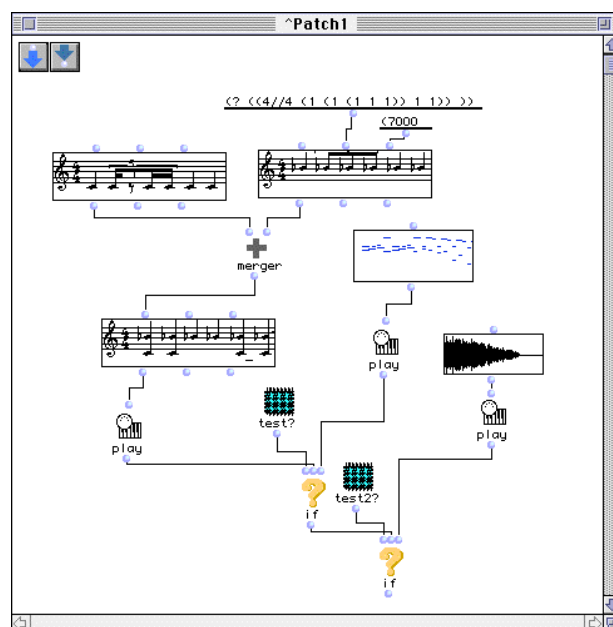 ^Patch1
(? ((4//4 (1 (1 (1 1 1)) 1 1)) ))
(7000
5
merger
play
test?
play
play
test2?
if
if